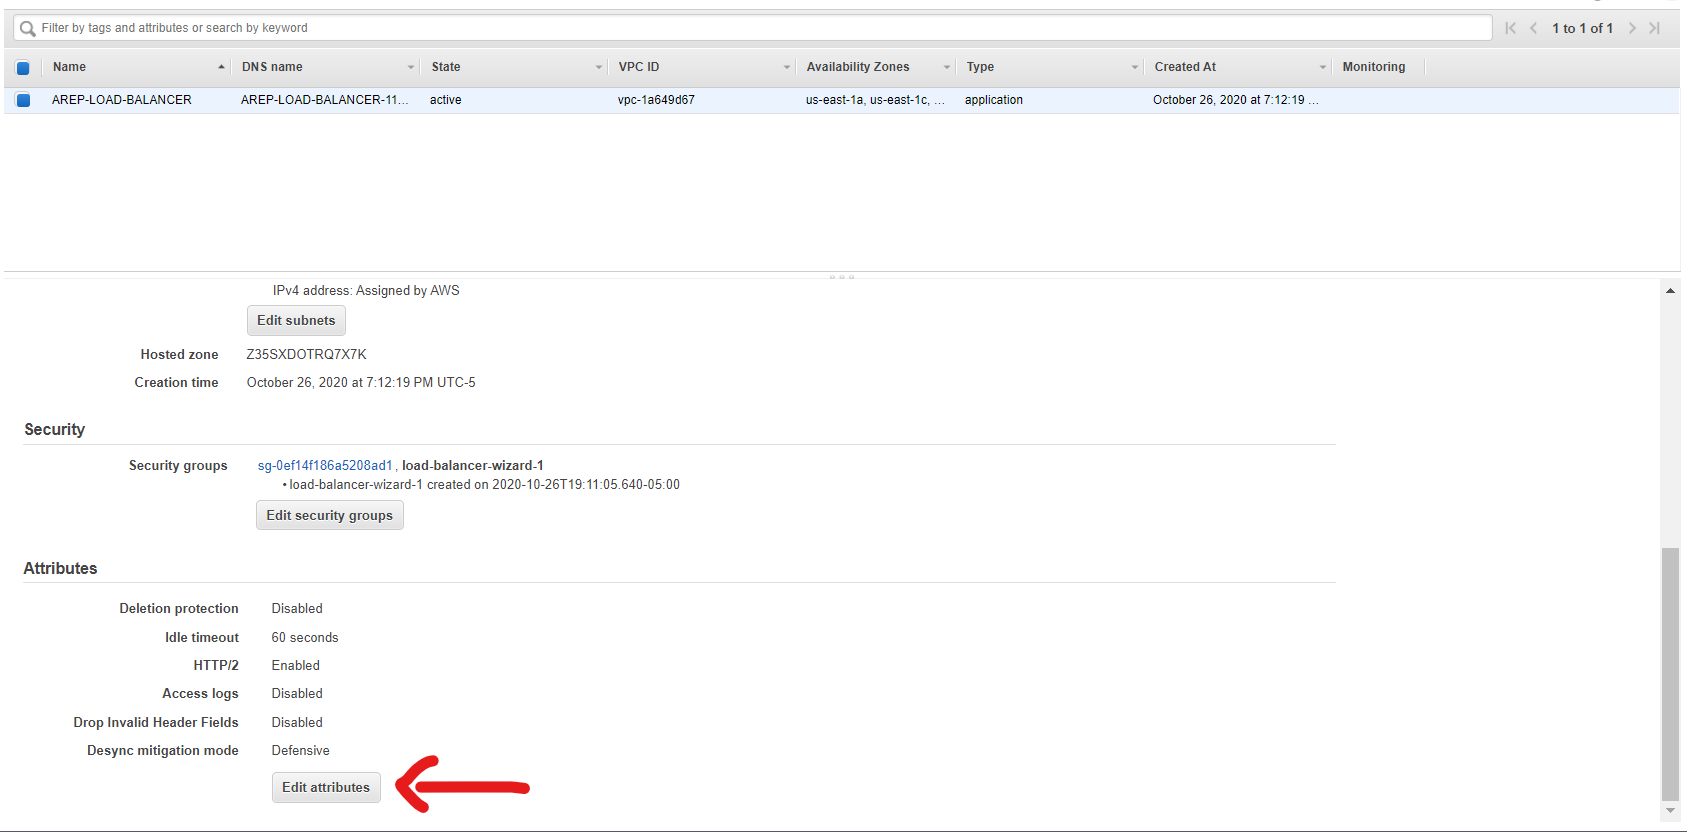 Filter by tags and attributes or search by keyword 1 to 1 of 1
Name DNS name State VPC ID Availability Zones Type Created At Monitoring
AREP-LOAD-BALANCER AREP-LOAD-BALANCER-11... active vpc-1a649d67 us-east-1a, us-east-1c, ... application October 26, 2020 at 7:12:19 ...
IPv4 address: Assigned by AWS
Edit subnets
Hosted zone Z35SXDOTRQ7X7K
Creation time October 26, 2020 at 7:12:19 PM UTC-5
Security
Security groups sg-0ef14f186a5208ad1, load-balancer-wizard-1
• load-balancer-wizard-1 created on 2020-10-26T19:11:05.640-05:00
Edit security groups
Attributes
Deletion protection Disabled
Idle timeout 60 seconds
HTTP/2 Enabled
Access logs Disabled
Drop Invalid Header Fields Disabled
Desync mitigation mode Defensive
Edit attributes